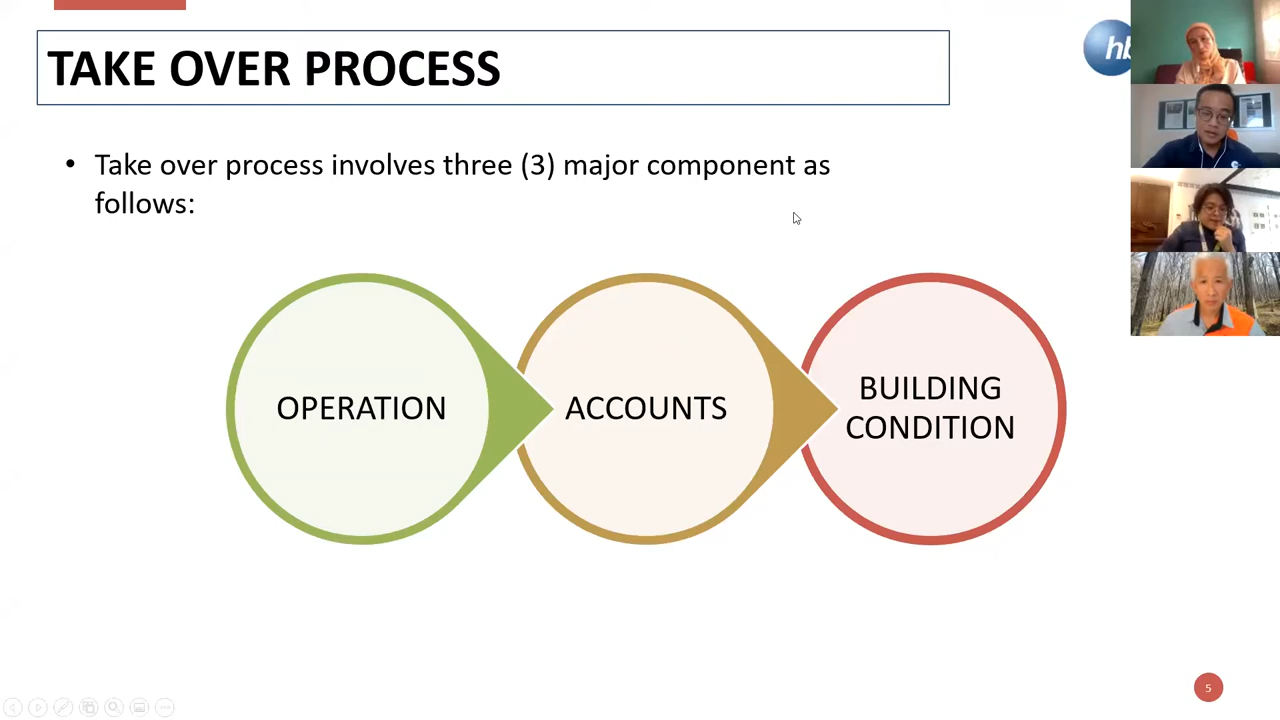 TAKE OVER PROCESS
• Take over process involves three (3) major component as
follows:
OPERATION
ACCOUNTS
BUILDING
CONDITION
5